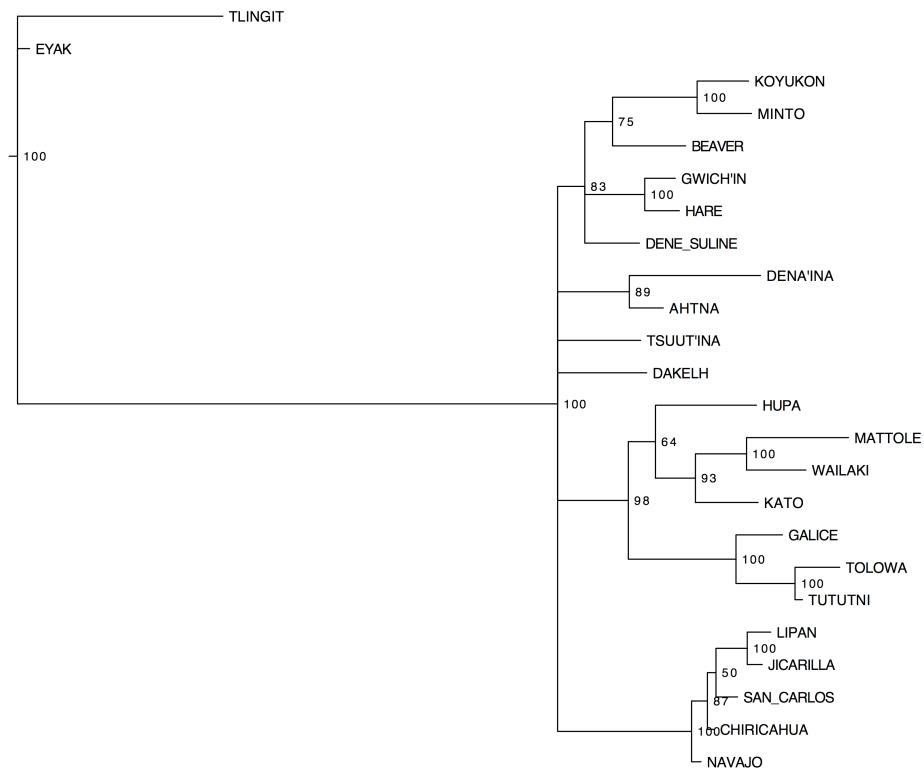 TLINGIT
EYAK
KOYUKON
100
MINTO
75
BEAVER
100
GWICH'IN
83
100
HARE
DENE_SULINE
DENA'INA
89
AHTNA
TSUUT'INA
DAKELH
100
HUPA
64
MATTOLE
100
WAILAKI
93
98
KATO
GALICE
100
TOLOWA
100
TUTUTNI
LIPAN
100
JICARILLA
50
SAN_CARLOS
87
100
CHIRICAHUA
NAVAJO